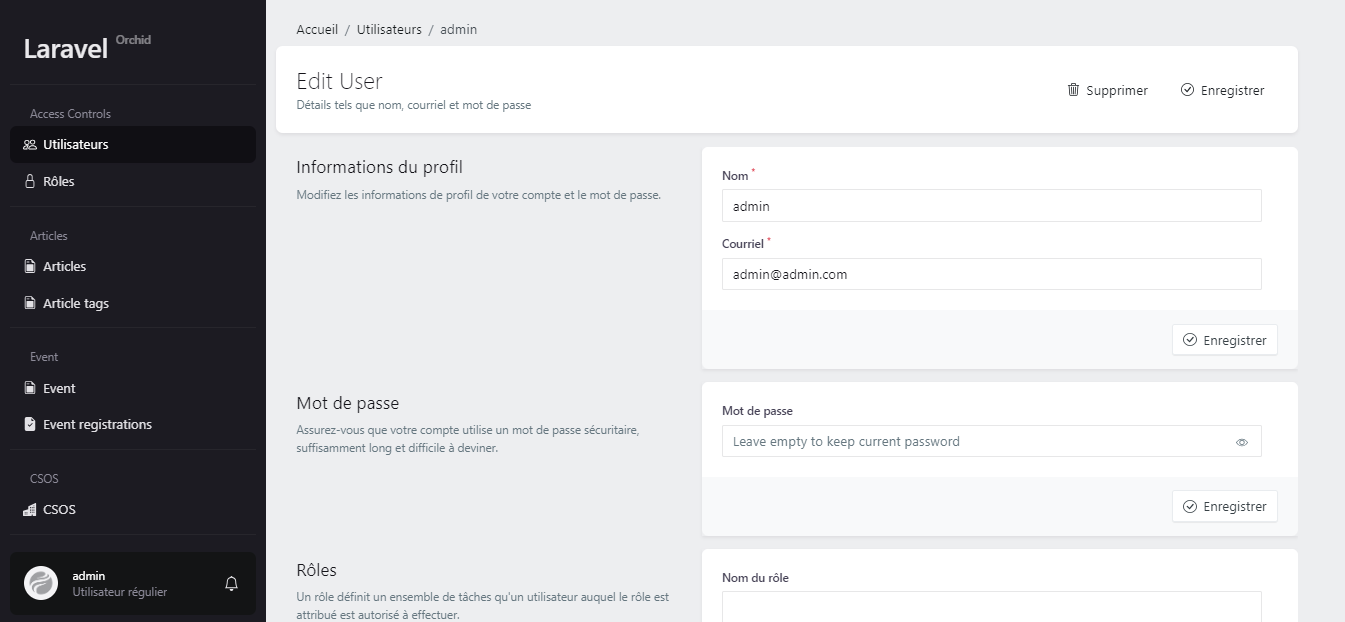 Laravel Orchid
Access Controls
Utilisateurs
Rôles
Articles
Articles
Article tags
Event
Event
Event registrations
CSOS
CSOS
admin
Utilisateur régulier
Accueil / Utilisateurs / admin
Edit User
Détails tels que nom, courriel et mot de passe
Supprimer
Enregistrer
Informations du profil
Modifiez les informations de profil de votre compte et le mot de passe.
Nom *
admin
Courriel *
admin@admin.com
Enregistrer
Mot de passe
Assurez-vous que votre compte utilise un mot de passe sécuritaire,
suffisamment long et difficile à deviner.
Mot de passe
Leave empty to keep current password
Enregistrer
Rôles
Un rôle définit un ensemble de tâches qu'un utilisateur auquel le rôle est
attribué est autorisé à effectuer.
Nom du rôle